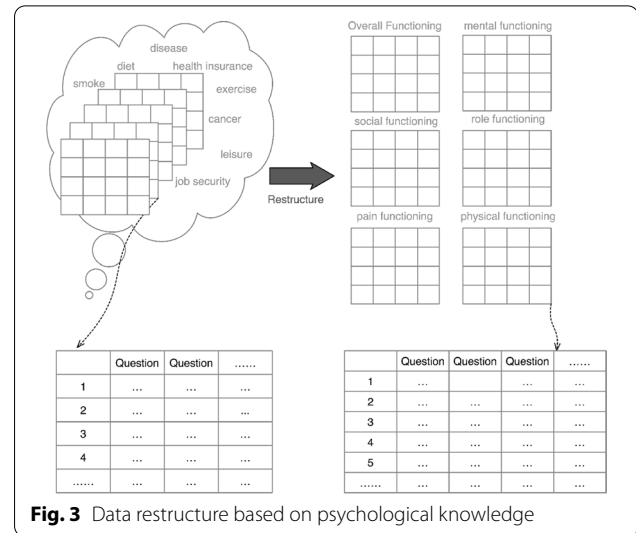 disease
diet health insurance
smoke exercise
cancer
leisure
job security
Restructure
Overall Functioning mental functioning
social functioning role functioning
pain functioning physical functioning
Question Question ......
1 ... ... ...
2 ... ... ...
3 ... ... ...
4 ... ... ...
...... ... ... ...
Question Question Question ......
1 ... ... ...
2 ... ... ... ...
3 ... ... ... ...
4 ... ... ... ...
5 ... ... ... ...
...... ... ... ... ...
Fig. 3 Data restructure based on psychological knowledge